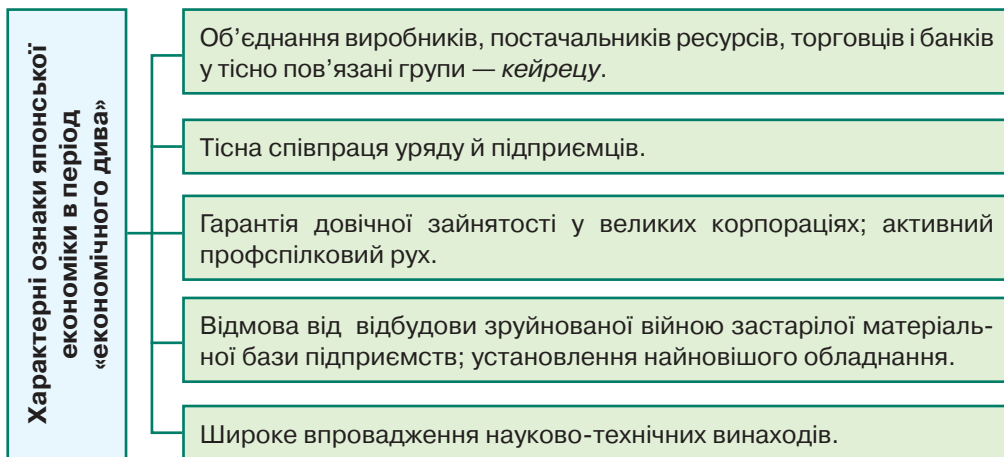 Характерні ознаки японської
економіки в період
«економічного дива»
Об’єднання виробників, постачальників ресурсів, торговців і банків
у тісно пов’язані групи — кейрецу.
Тісна співпраця уряду й підприємців.
Гарантія довічної зайнятості у великих корпораціях; активний
профспілковий рух.
Відмова від відбудови зруйнованої війною застарілої матеріаль-
ної бази підприємств; установлення найновішого обладнання.
Широке впровадження науково-технічних винаходів.